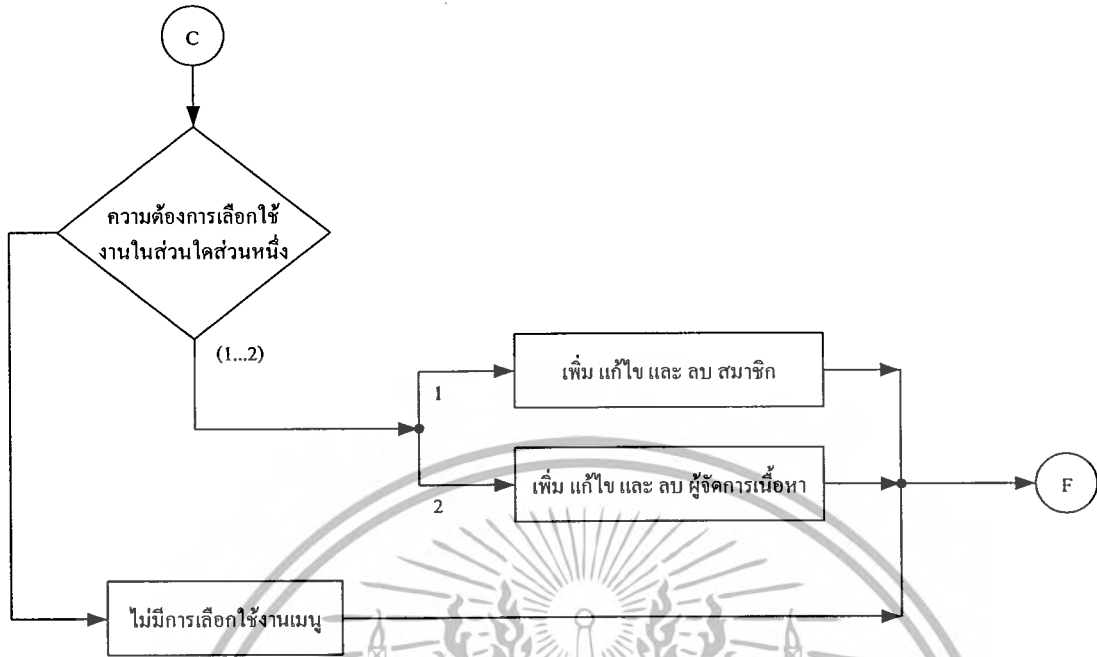 C
ความต้องการเลือกใช้
งานในส่วนใดส่วนหนึ่ง
(1...2)
1
เพิ่ม แก้ไข และ ลบ สมาชิก
2
เพิ่ม แก้ไข และ ลบ ผู้จัดการเนื้อหา
F
ไม่มีการเลือกใช้งานเมนู